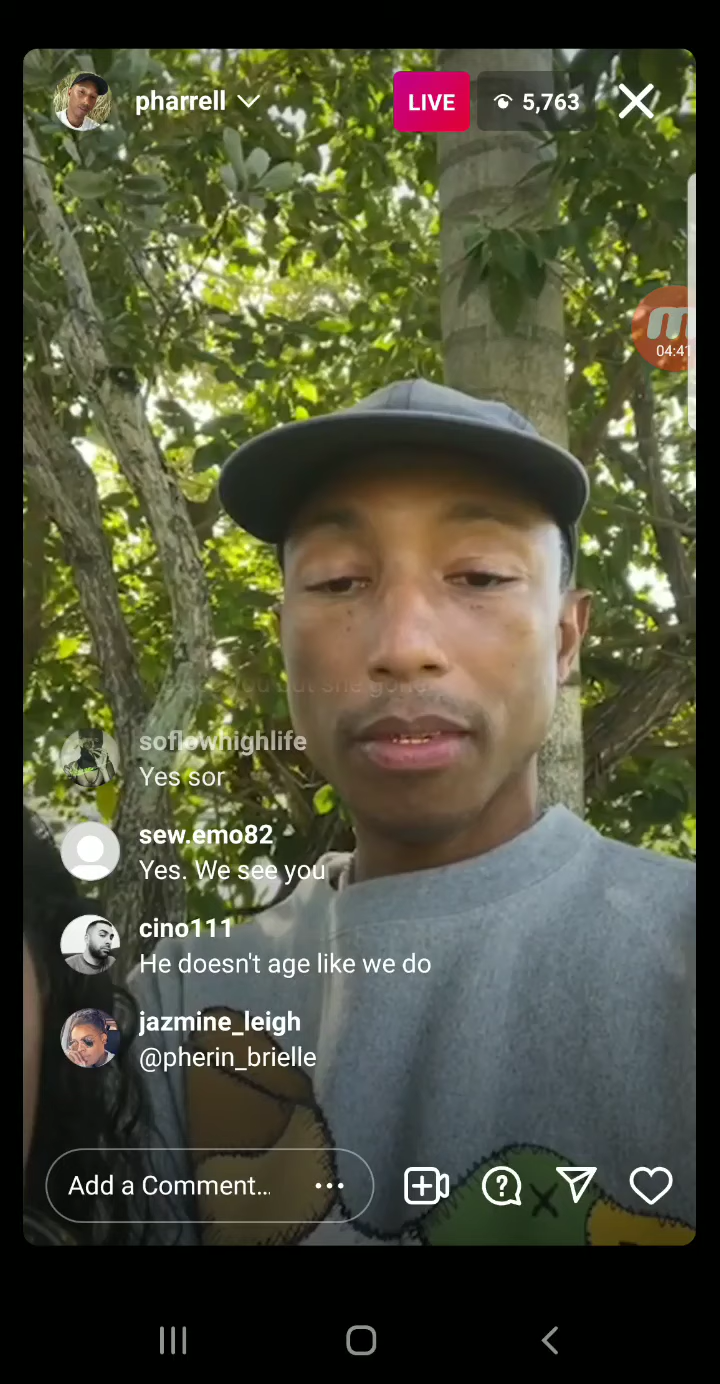 pharrell
LIVE
5,763
04:41
soflowhighlife
Yes sor
sew.emo82
Yes. We see you
cino111
He doesn't age like we do
jazmine_leigh
@pherin_brielle
Add a Comment...